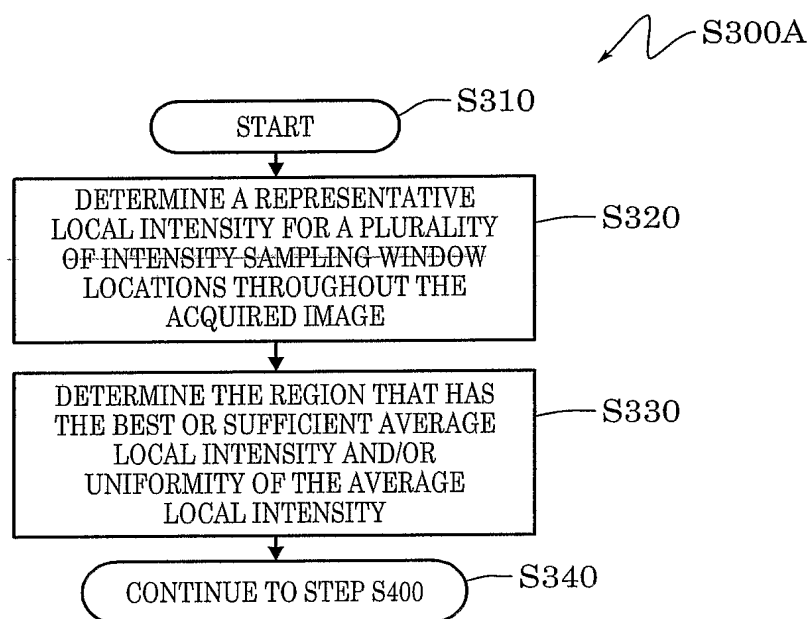 S300A
START
S310
DETERMINE A REPRESENTATIVE
LOCAL INTENSITY FOR A PLURALITY
OF INTENSITY SAMPLING WINDOW
LOCATIONS THROUGHOUT THE
ACQUIRED IMAGE
S320
DETERMINE THE REGION THAT HAS
THE BEST OR SUFFICIENT AVERAGE
LOCAL INTENSITY AND/OR
UNIFORMITY OF THE AVERAGE
LOCAL INTENSITY
S330
CONTINUE TO STEP S400
S340